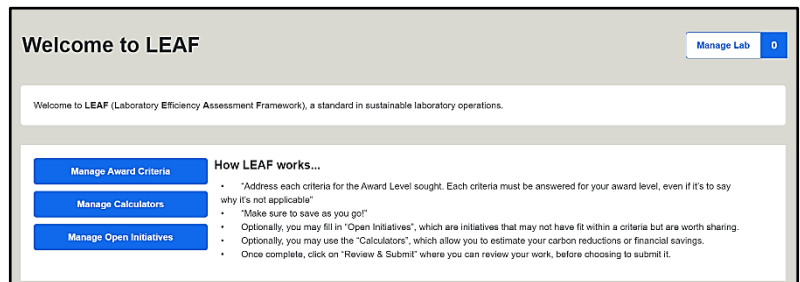 Welcome to LEAF
Manage Lab 0
Welcome to LEAF (Laboratory Efficiency Assessment Framework), a standard in sustainable laboratory operations.
Manage Award Criteria
Manage Calculators
Manage Open Initiatives
How LEAF works...
• "Address each criteria for the Award Level sought. Each criteria must be answered for your award level, even if it's to say
why it's not applicable"
• "Make sure to save as you go!"
• Optionally, you may fill in "Open Initiatives", which are initiatives that may not have fit within a criteria but are worth sharing.
• Optionally, you may use the "Calculators", which allow you to estimate your carbon reductions or financial savings.
• Once complete, click on "Review & Submit" where you can review your work, before choosing to submit it.